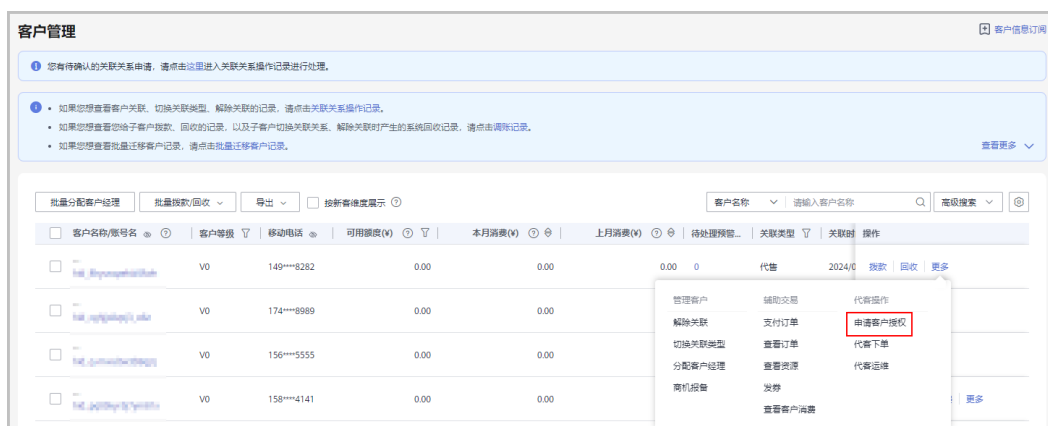 客户管理
客户信息订阅
您有待确认的关联关系申请，请点击这里进入关联关系操作记录进行处理。
• 如果您想查看客户关联、切换关联类型、解除关联的记录，请点击关联关系操作记录。
• 如果您想查看您给子客户拨款、回收的记录，以及子客户切换关联关系、解除关联时产生的系统回收记录，请点击调账记录。
• 如果您想查看批量迁移客户记录，请点击批量迁移客户记录。
查看更多
批量分配客户经理 批量拨款/回收 导出 按新客维度展示 客户名称 请输入客户名称 高级搜索
客户名称/账号名 客户等级 移动电话 可用额度(¥) 本月消费(¥) 上月消费(¥) 待处理预警... 关联类型 关联时 操作
V0 149****8282 0.00 0.00 0.00 0 代售 2024/0 拨款 回收 更多
管理客户 辅助交易 代客操作
V0 174****8989 0.00 0.00
解除关联 支付订单 申请客户授权
切换关联类型 查看订单 代客下单
V0 156****5555 0.00 0.00
分配客户经理 查看资源 代客运维
商机报备 发券
V0 158****4141 0.00 0.00 更多
查看客户消费